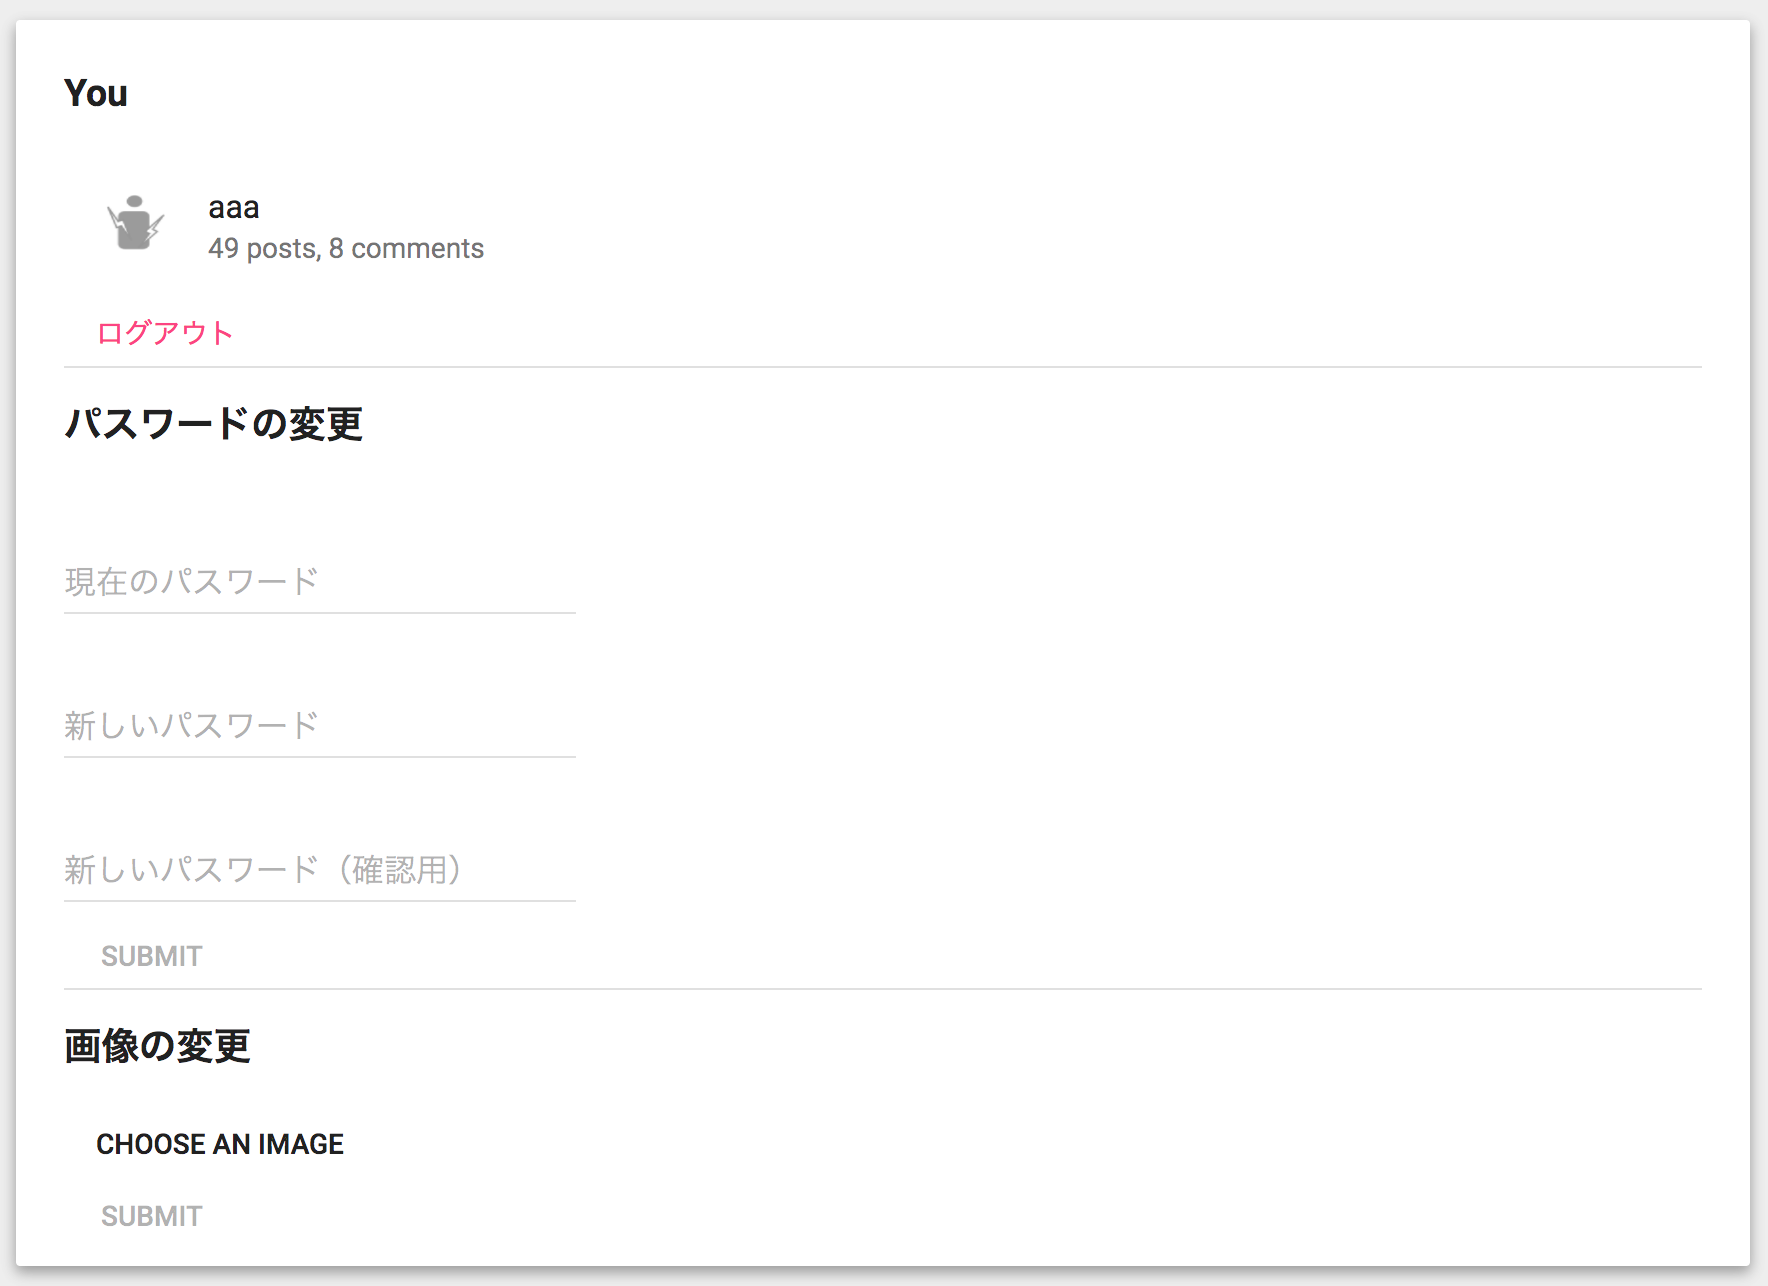 You
aaa
49 posts, 8 comments
ログアウト
パスワードの変更
現在のパスワード
新しいパスワード
新しいパスワード（確認用）
SUBMIT
画像の変更
CHOOSE AN IMAGE
SUBMIT